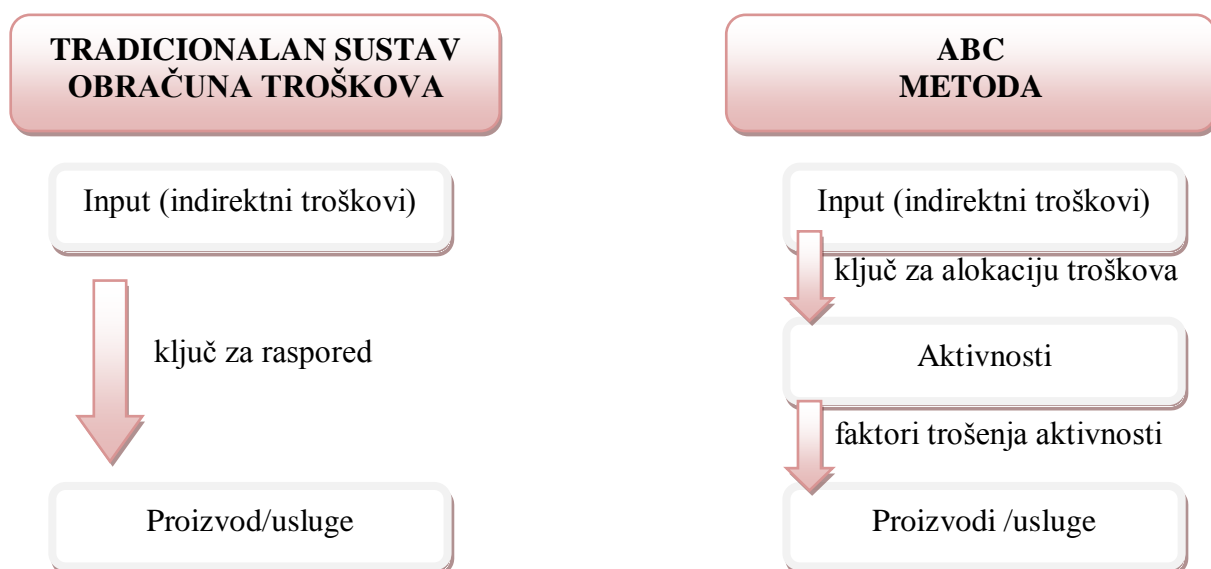 TRADICIONALAN SUSTAV
OBRAČUNA TROŠKOVA
Input (indirektni troškovi)
ključ za raspored
Proizvod/usluge
ABC
METODA
Input (indirektni troškovi)
ključ za alokaciju troškova
Aktivnosti
faktori trošenja aktivnosti
Proizvodi /usluge